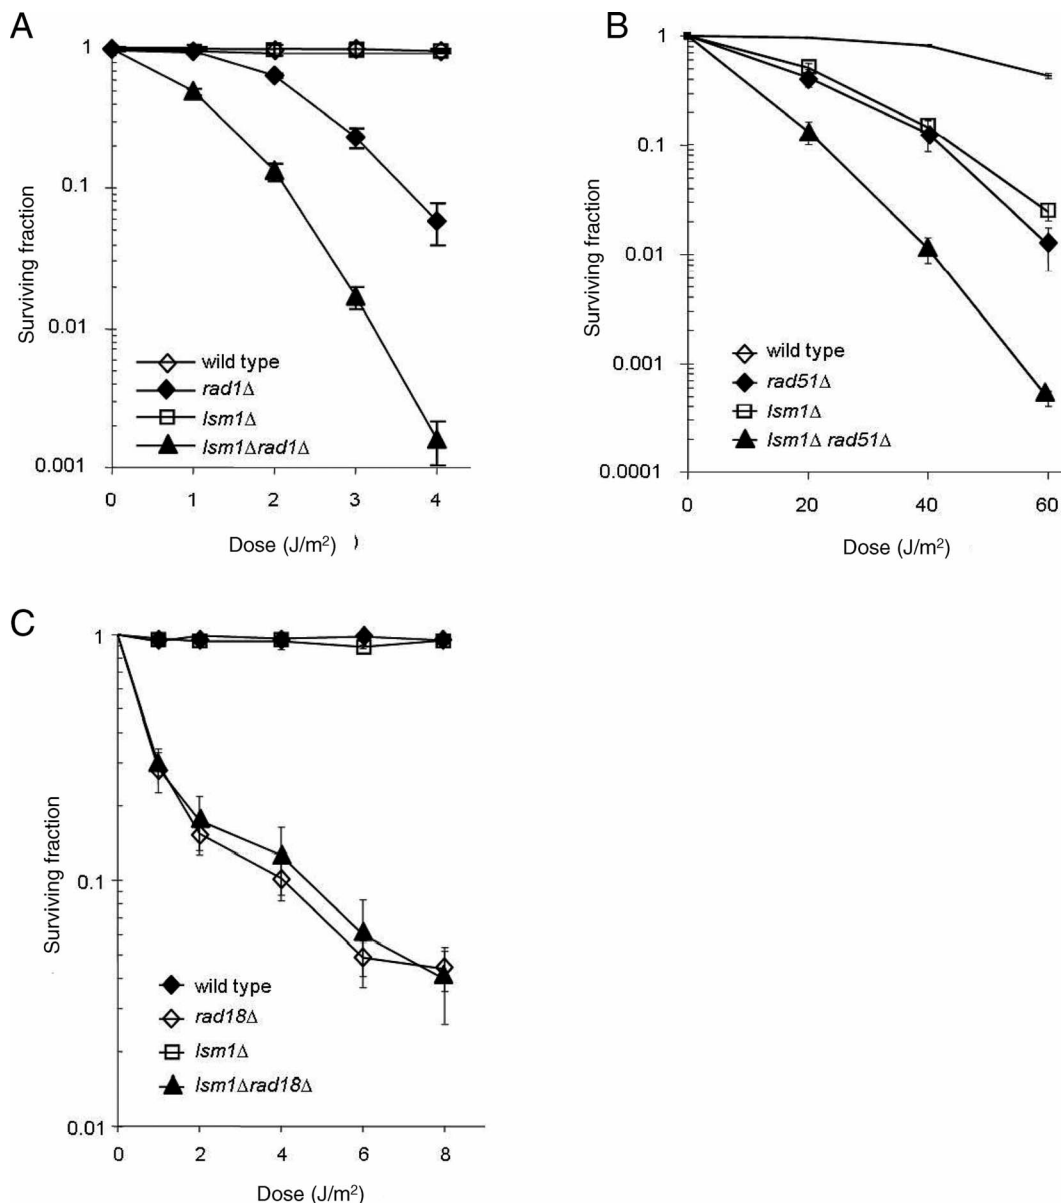 A
1
0.1
0.01
0.001
Surviving fraction
wild type
rad1Δ
lsm1Δ
lsm1Δrad1Δ
0 1 2 3 4
Dose (J/m²) )
B
1
0.1
0.01
0.001
0.0001
Surviving fraction
wild type
rad51Δ
lsm1Δ
lsm1Δ rad51Δ
0 20 40 60
Dose (J/m²)
C
1
0.1
0.01
Surviving fraction
wild type
rad18Δ
lsm1Δ
lsm1Δrad18Δ
0 2 4 6 8
Dose (J/m²)